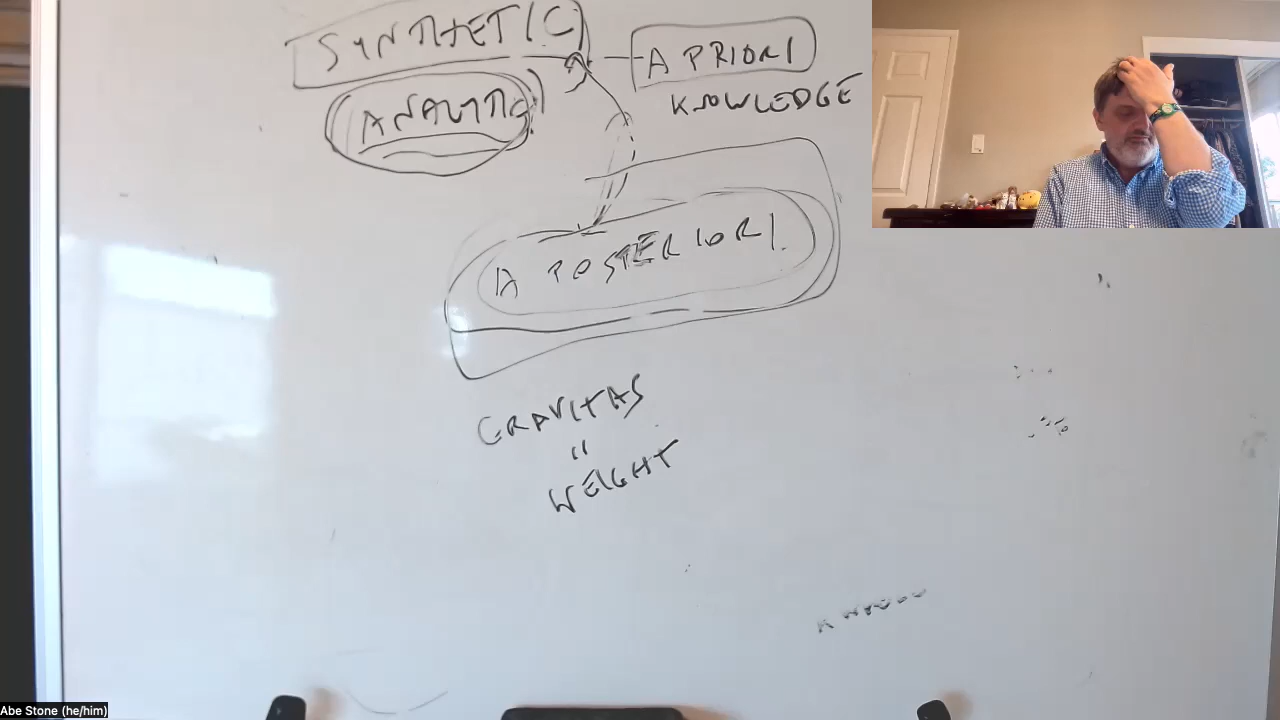 SYNTHETIC — A PRIORI
KNOWLEDGE
ANALYTIC
A POSTERIORI
GRAVITAS
"
WEIGHT
Abe Stone (he/him)